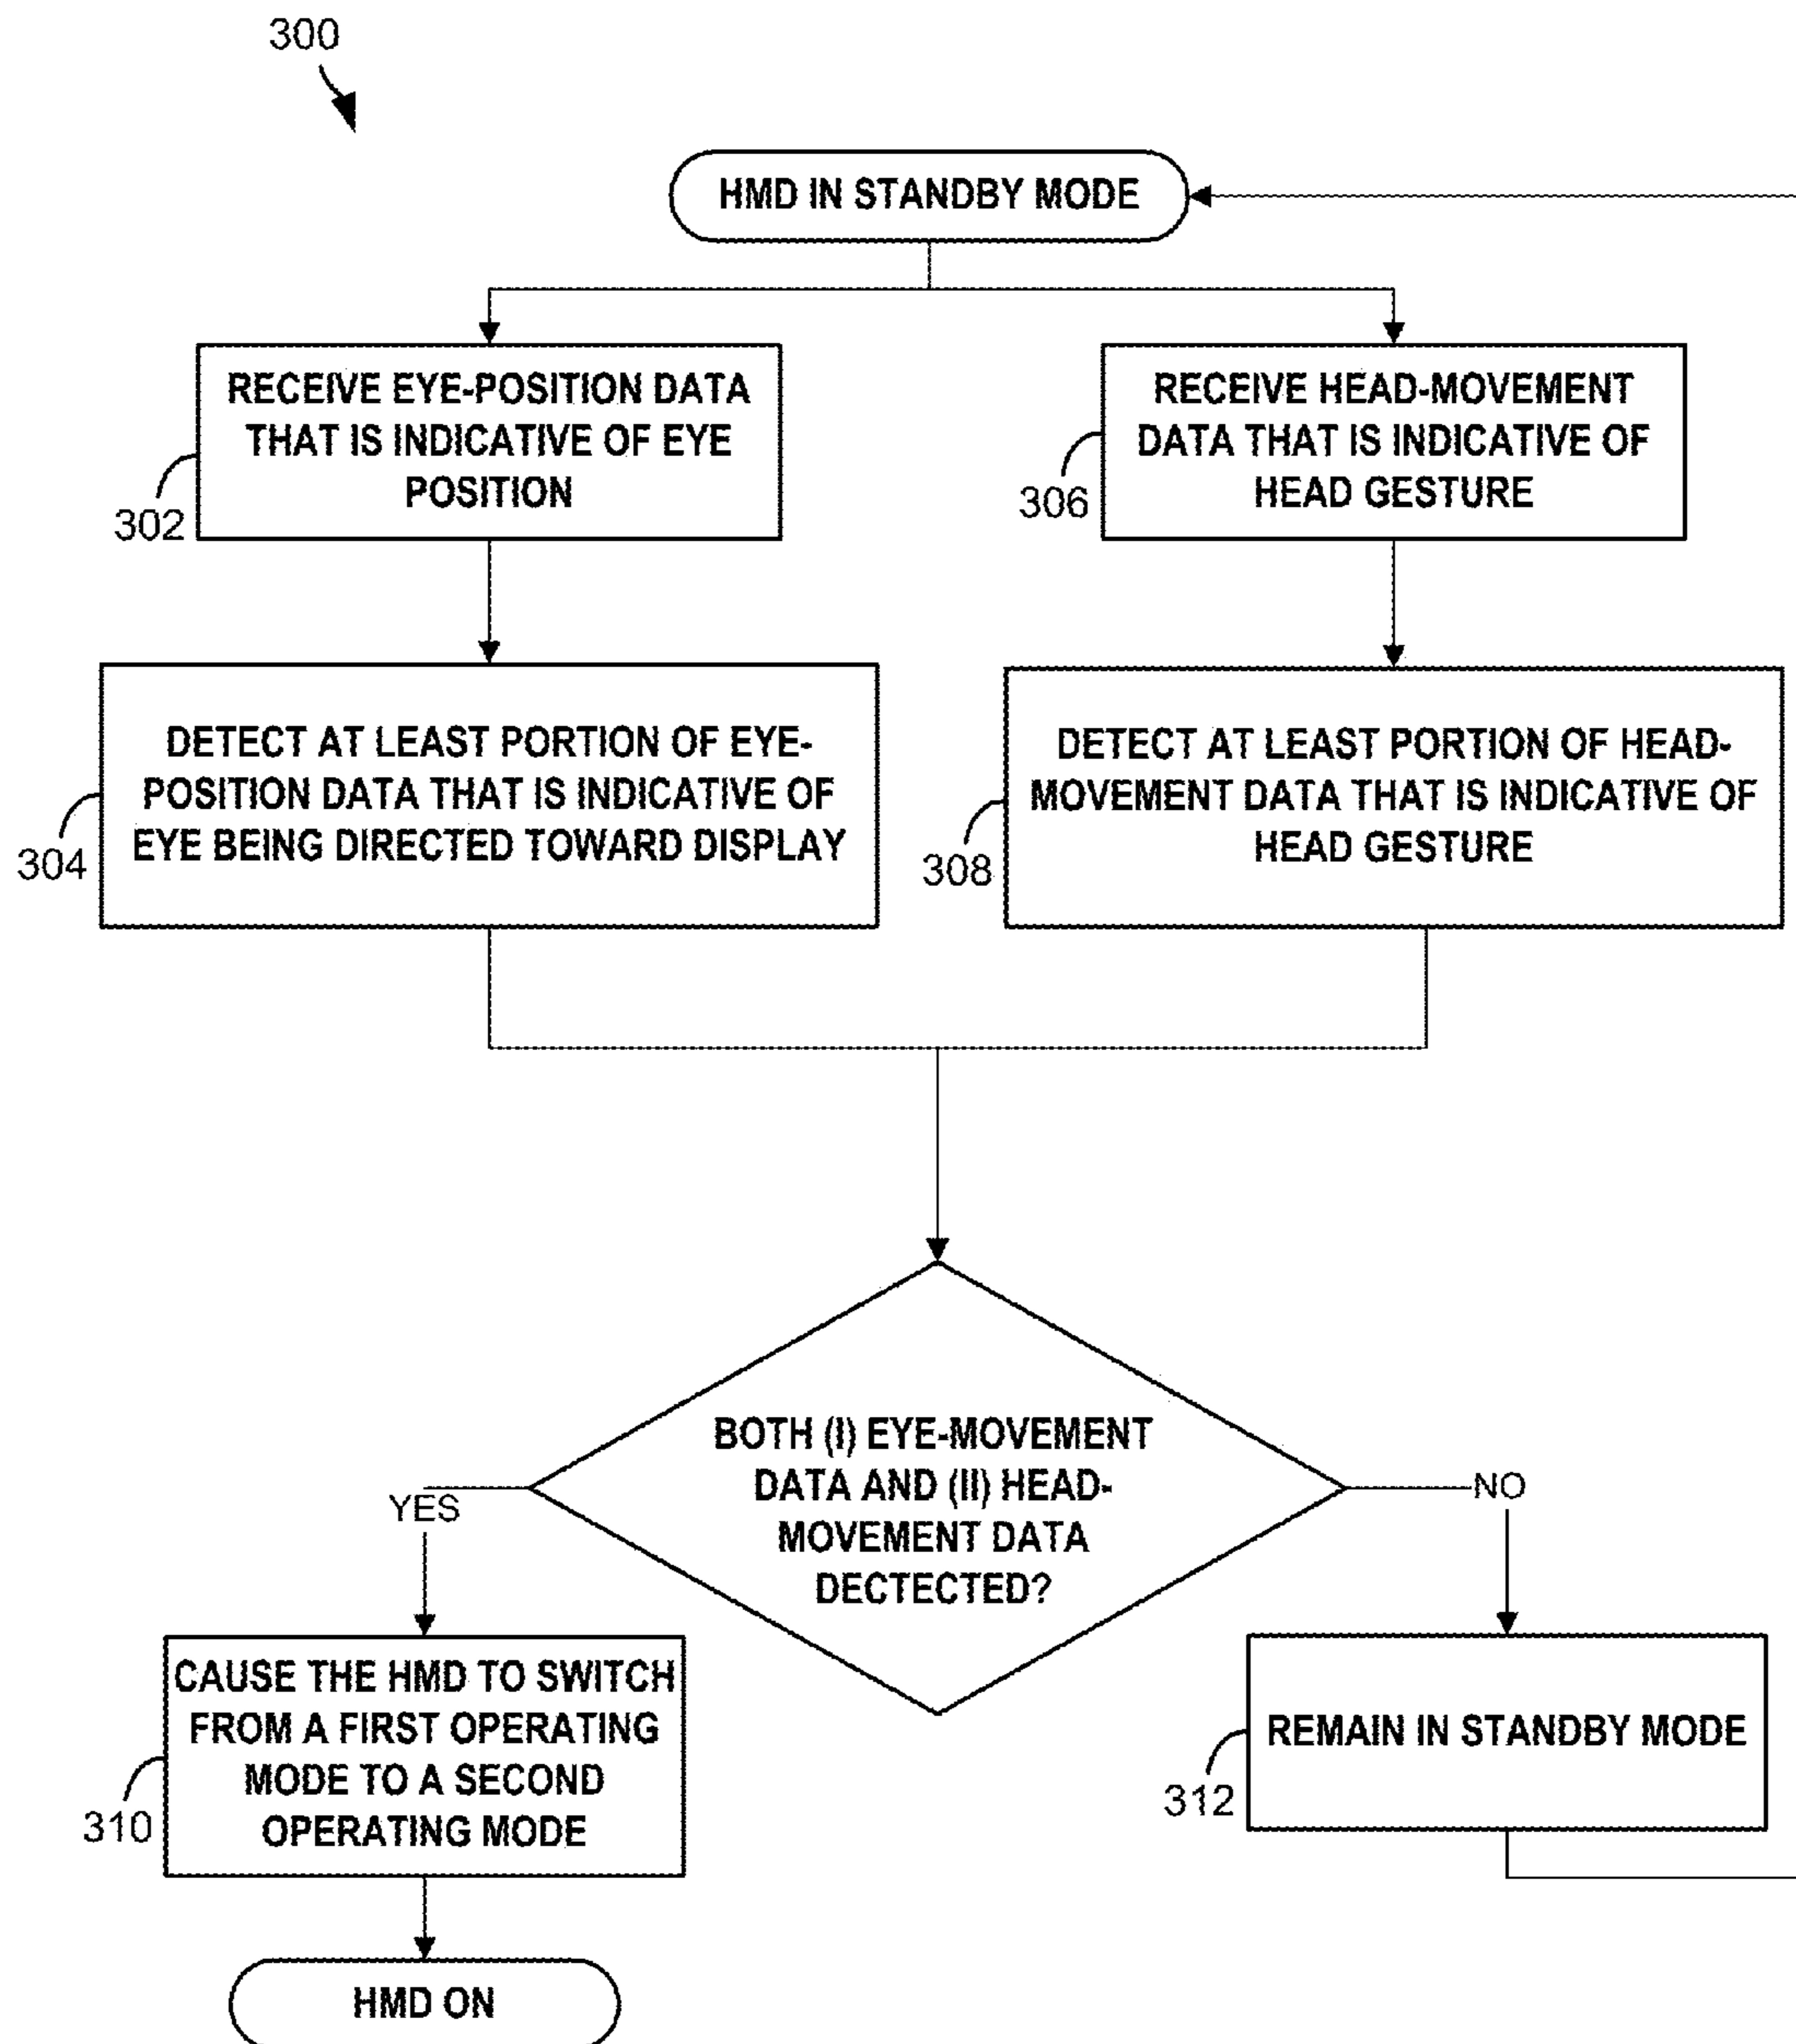 300
HMD IN STANDBY MODE
RECEIVE EYE-POSITION DATA
THAT IS INDICATIVE OF EYE
POSITION
302
RECEIVE HEAD-MOVEMENT
DATA THAT IS INDICATIVE OF
HEAD GESTURE
306
DETECT AT LEAST PORTION OF EYE-
POSITION DATA THAT IS INDICATIVE OF
EYE BEING DIRECTED TOWARD DISPLAY
304
DETECT AT LEAST PORTION OF HEAD-
MOVEMENT DATA THAT IS INDICATIVE OF
HEAD GESTURE
308
BOTH (I) EYE-MOVEMENT
DATA AND (II) HEAD-
MOVEMENT DATA
DECTECTED?
YES
NO
CAUSE THE HMD TO SWITCH
FROM A FIRST OPERATING
MODE TO A SECOND
OPERATING MODE
310
REMAIN IN STANDBY MODE
312
HMD ON